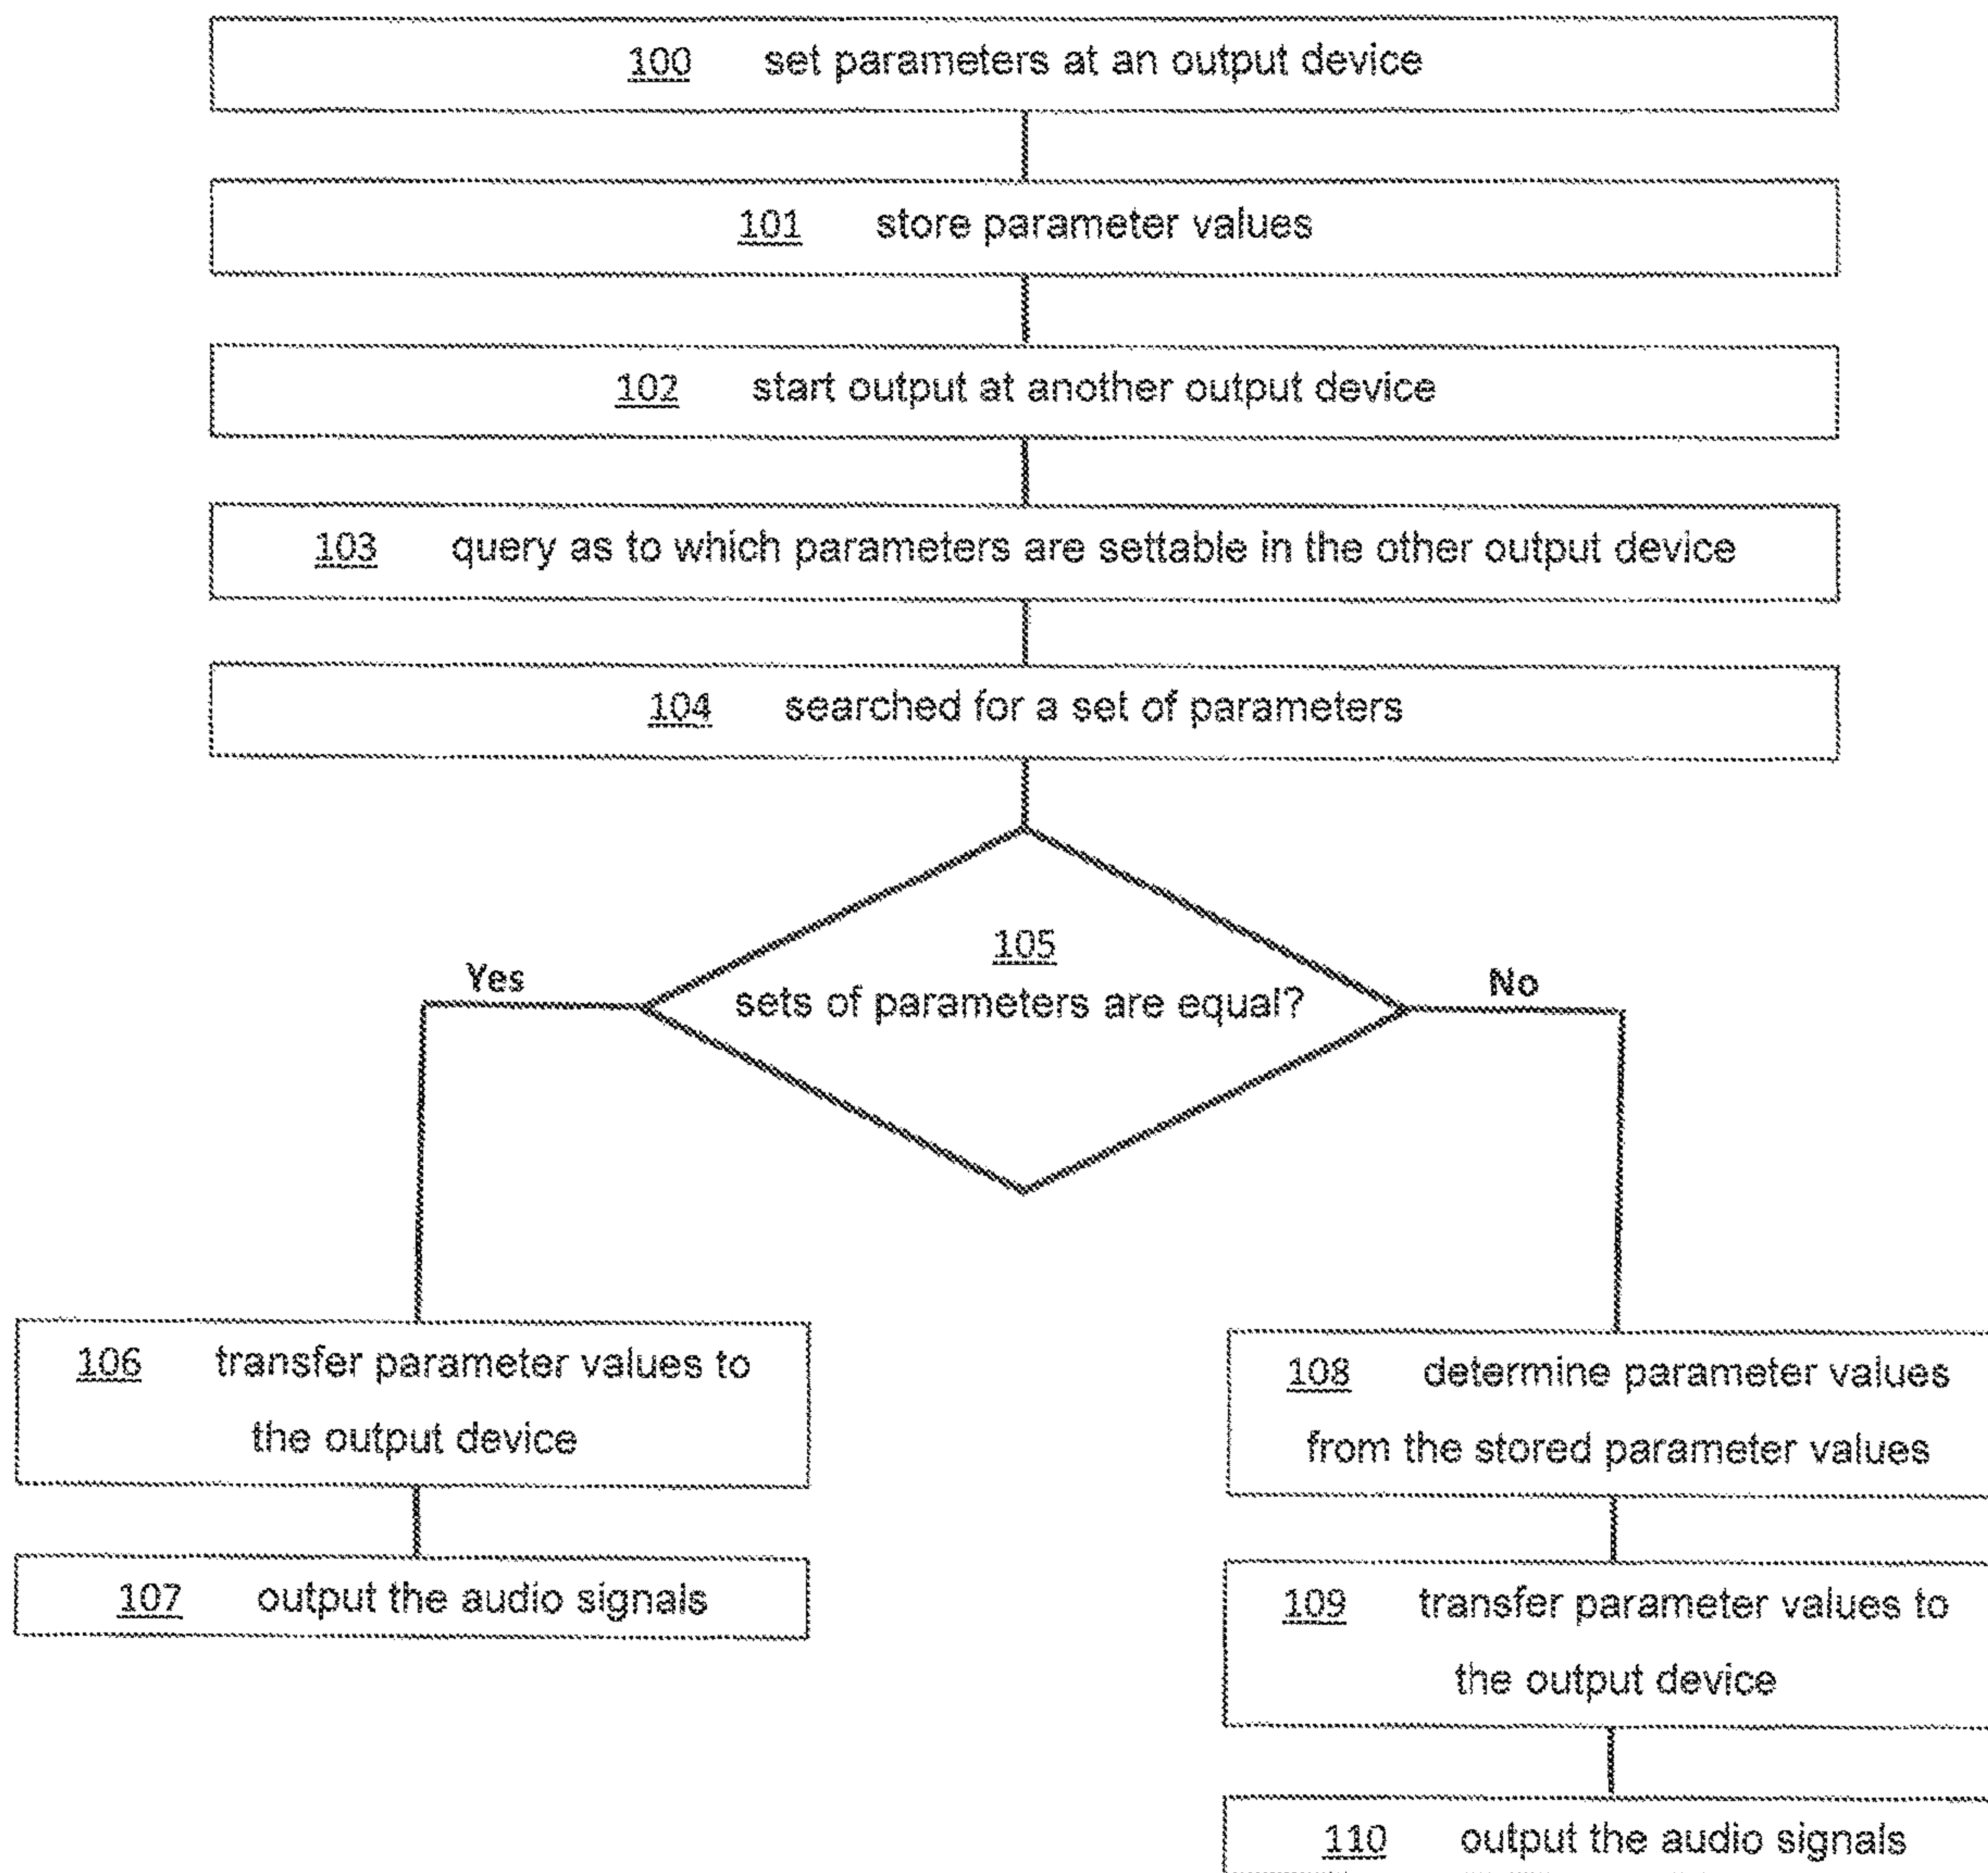 100 set parameters at an output device
101 store parameter values
102 start output at another output device
103 query as to which parameters are settable in the other output device
104 searched for a set of parameters
105
sets of parameters are equal?
Yes
No
106 transfer parameter values to
the output device
107 output the audio signals
108 determine parameter values
from the stored parameter values
109 transfer parameter values to
the output device
110 output the audio signals